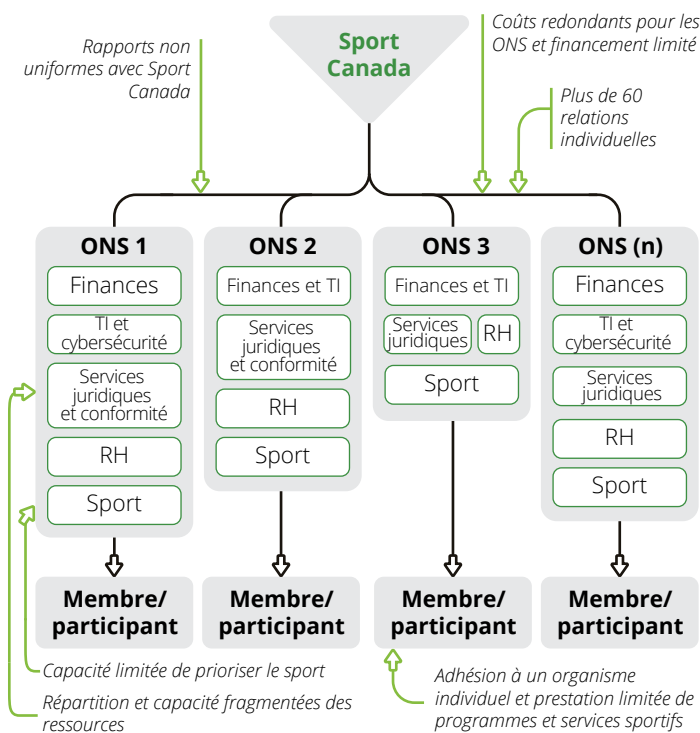 Sport
Canada
Rapports non
uniformes avec Sport
Canada
Coûts redondants pour les
ONS et financement limité
Plus de 60
relations
individuelles
ONS 1
Finances
TI et
cybersécurité
Services
juridiques
et conformité
RH
Sport
Membre/
participant
ONS 2
Finances et TI
Services
juridiques
et conformité
RH
Sport
Membre/
participant
ONS 3
Finances et TI
Services
juridiques
RH
Sport
Membre/
participant
ONS (n)
Finances
TI et
cybersécurité
Services
juridiques
RH
Sport
Membre/
participant
Capacité limitée de prioriser le sport
Répartition et capacité fragmentées des
ressources
Adhésion à un organisme
individuel et prestation limitée de
programmes et services sportifs